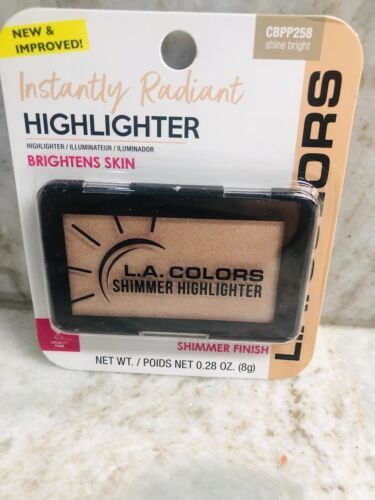 NEW &
IMPROVED!
CBPP258
shine bright
Instantly Radiant
HIGHLIGHTER
HIGHLIGHTER / ILLUMINATEUR / ILUMINADOR
BRIGHTENS SKIN
L.A. COLORS
SHIMMER HIGHLIGHTER
L.A. COLORS
SHIMMER FINISH
NET WT. / POIDS NET 0.28 OZ. (8g)